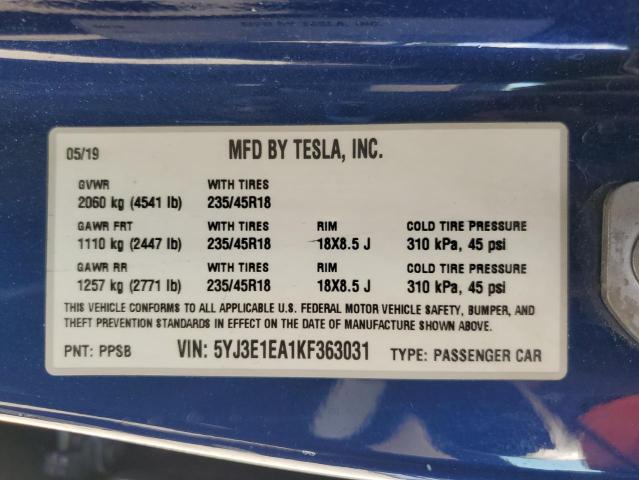 05/19 MFD BY TESLA, INC.
GVWR WITH TIRES
2060 kg (4541 lb) 235/45R18
GAWR FRT WITH TIRES RIM COLD TIRE PRESSURE
1110 kg (2447 lb) 235/45R18 18X8.5 J 310 kPa, 45 psi
GAWR RR WITH TIRES RIM COLD TIRE PRESSURE
1257 kg (2771 lb) 235/45R18 18X8.5 J 310 kPa, 45 psi
THIS VEHICLE CONFORMS TO ALL APPLICABLE U.S. FEDERAL MOTOR VEHICLE SAFETY, BUMPER, AND
THEFT PREVENTION STANDARDS IN EFFECT ON THE DATE OF MANUFACTURE SHOWN ABOVE.
PNT: PPSB VIN: 5YJ3E1EA1KF363031 TYPE: PASSENGER CAR